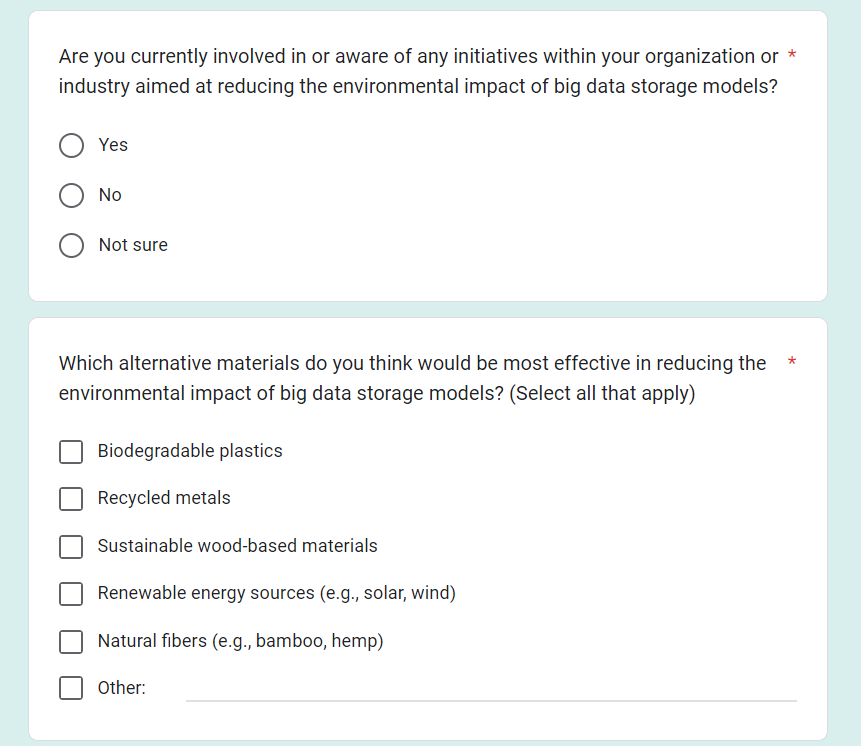 Are you currently involved in or aware of any initiatives within your organization or *
industry aimed at reducing the environmental impact of big data storage models?
Yes
No
Not sure
Which alternative materials do you think would be most effective in reducing the *
environmental impact of big data storage models? (Select all that apply)
Biodegradable plastics
Recycled metals
Sustainable wood-based materials
Renewable energy sources (e.g., solar, wind)
Natural fibers (e.g., bamboo, hemp)
Other: